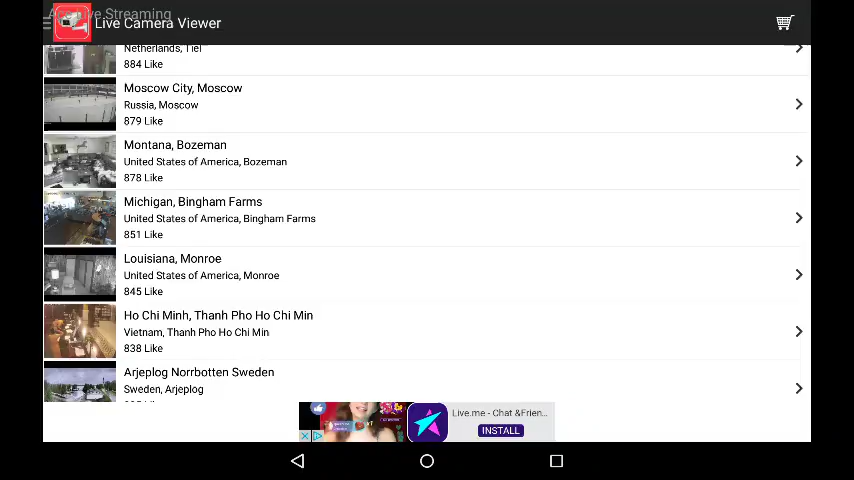 Live Streaming
Live Camera Viewer
Netherlands, Tiel
884 Like
Moscow City, Moscow
Russia, Moscow
879 Like
Montana, Bozeman
United States of America, Bozeman
878 Like
Michigan, Bingham Farms
United States of America, Bingham Farms
851 Like
Louisiana, Monroe
United States of America, Monroe
845 Like
Ho Chi Minh, Thanh Pho Ho Chi Min
Vietnam, Thanh Pho Ho Chi Min
838 Like
Arjeplog Norrbotten Sweden
Sweden, Arjeplog
Live.me - Chat &Frien...
INSTALL